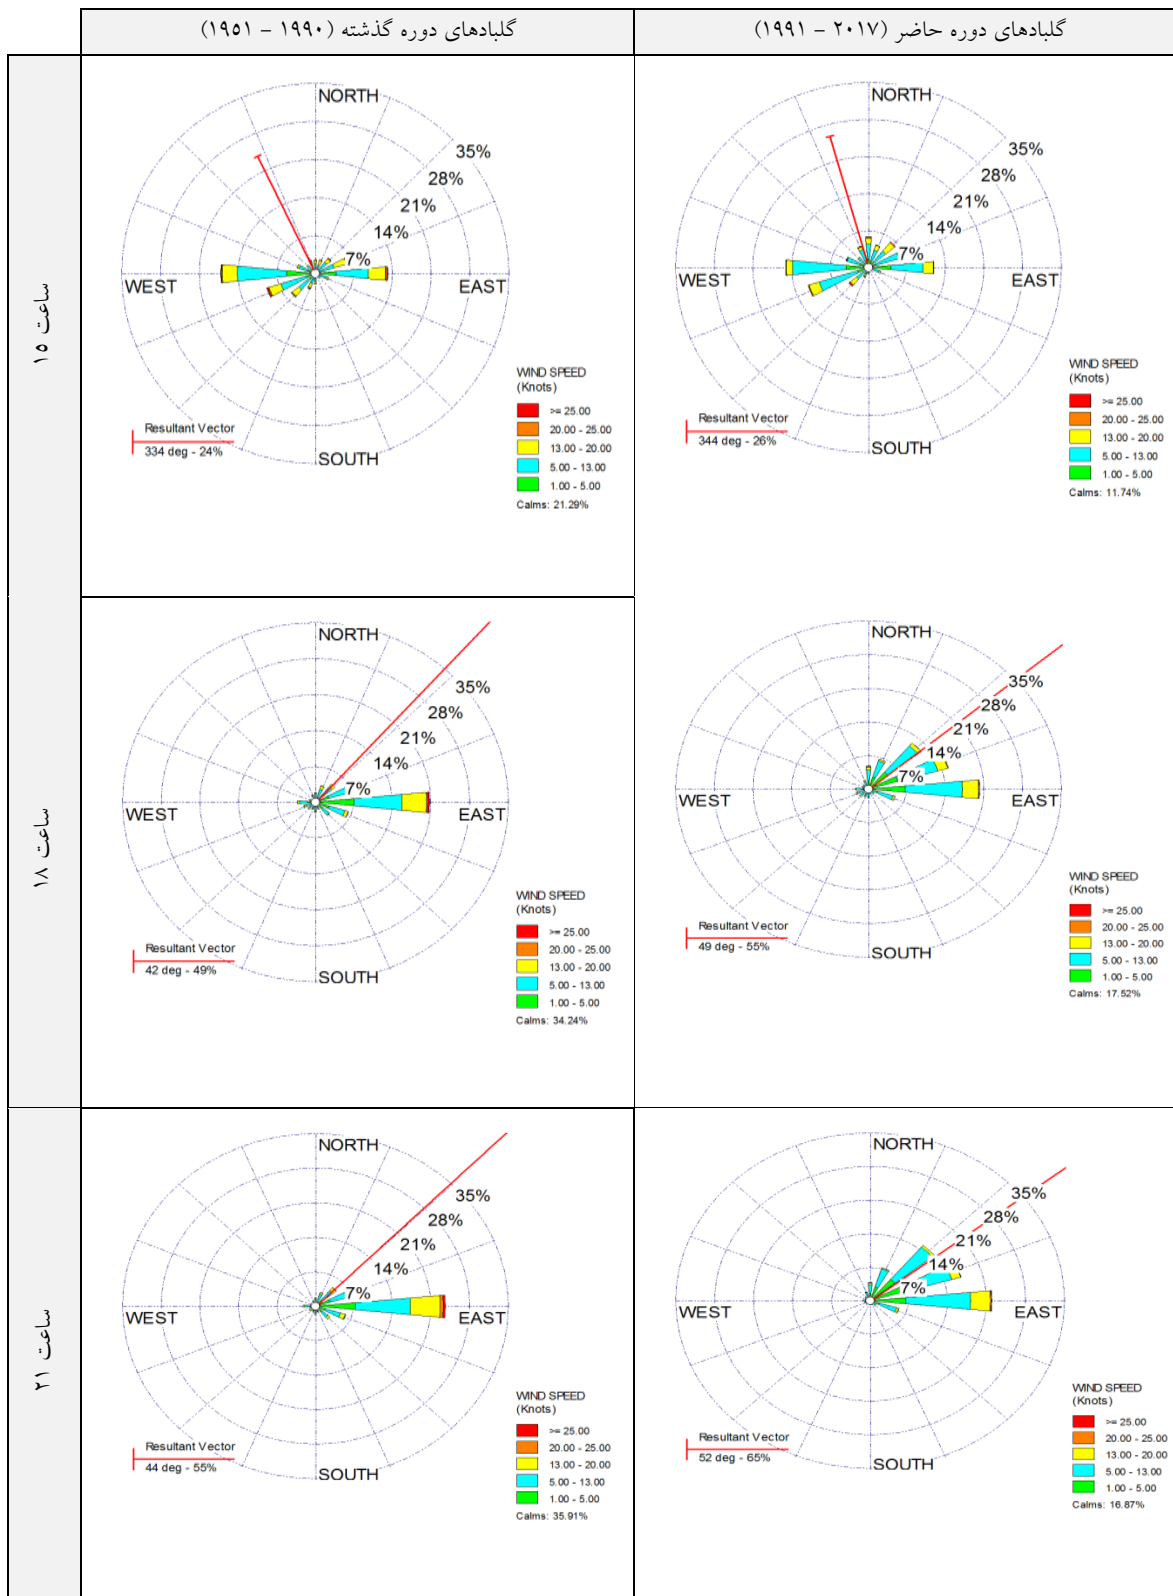 گلبادهای دوره حاضر (۲۰۱۷ - ۱۹۹۱)
گلبادهای دوره گذشته (۱۹۹۰ - ۱۹۵۱)
ساعت ۱۵
NORTH
35%
28%
21%
14%
7%
WEST
EAST
SOUTH
WIND SPEED
(Knots)
>= 25.00
20.00 - 25.00
13.00 - 20.00
5.00 - 13.00
1.00 - 5.00
Calms: 21.29%
Resultant Vector
334 deg - 24%
NORTH
35%
28%
21%
14%
7%
WEST
EAST
SOUTH
WIND SPEED
(Knots)
>= 25.00
20.00 - 25.00
13.00 - 20.00
5.00 - 13.00
1.00 - 5.00
Calms: 11.74%
Resultant Vector
344 deg - 26%
ساعت ۱۸
NORTH
35%
28%
21%
14%
7%
WEST
EAST
SOUTH
WIND SPEED
(Knots)
>= 25.00
20.00 - 25.00
13.00 - 20.00
5.00 - 13.00
1.00 - 5.00
Calms: 34.24%
Resultant Vector
42 deg - 49%
NORTH
35%
28%
21%
14%
7%
WEST
EAST
SOUTH
WIND SPEED
(Knots)
>= 25.00
20.00 - 25.00
13.00 - 20.00
5.00 - 13.00
1.00 - 5.00
Calms: 17.52%
Resultant Vector
49 deg - 55%
ساعت ۲۱
NORTH
35%
28%
21%
14%
7%
WEST
EAST
SOUTH
WIND SPEED
(Knots)
>= 25.00
20.00 - 25.00
13.00 - 20.00
5.00 - 13.00
1.00 - 5.00
Calms: 35.91%
Resultant Vector
44 deg - 55%
NORTH
35%
28%
21%
14%
7%
WEST
EAST
SOUTH
WIND SPEED
(Knots)
>= 25.00
20.00 - 25.00
13.00 - 20.00
5.00 - 13.00
1.00 - 5.00
Calms: 16.87%
Resultant Vector
52 deg - 65%